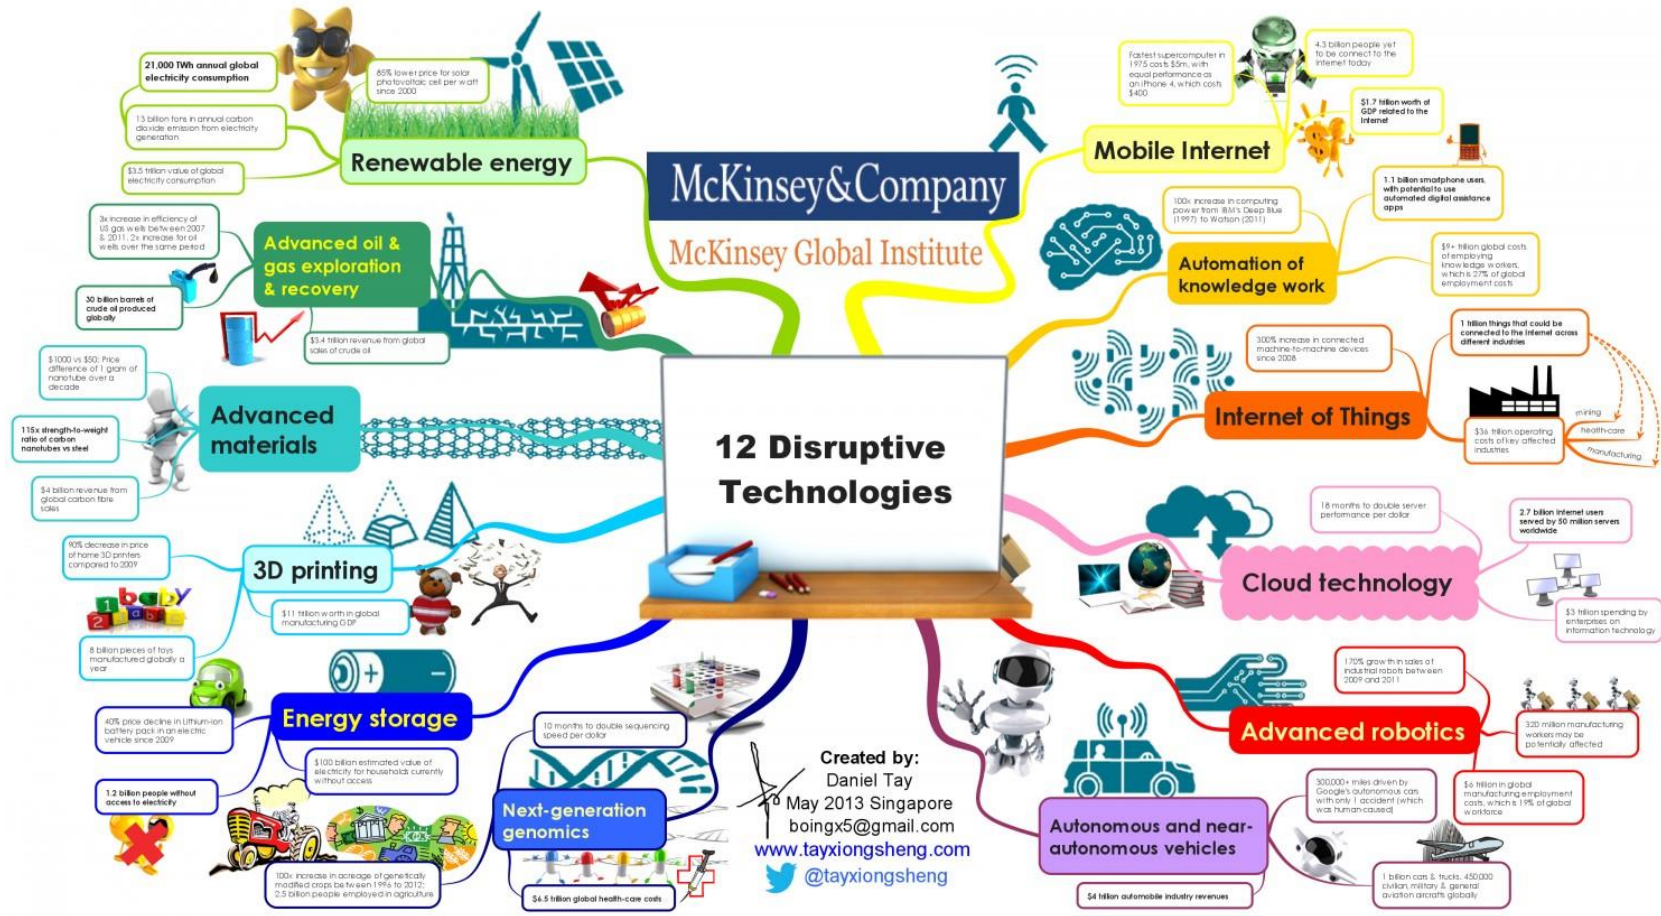 McKinsey&Company
McKinsey Global Institute
12 Disruptive
Technologies
Mobile Internet
Fastest supercomputer in
1975 costs $5m, with
equal performance as
an iPhone 4, which costs
$400
4.3 billion people yet
to be connect to the
internet today
$1.7 trillion worth of
GDP related to the
Internet
Automation of
knowledge work
100x increase in computing
power from IBM's Deep Blue
(1997) to Watson (2011)
1.1 billion smartphone users,
with potential to use
automated digital assistance
apps
$9+ trillion global costs
of employing
knowledge workers,
which is 27% of global
employment costs
Internet of Things
300% increase in connected
machine-to-machine devices
since 2008
1 trillion things that could be
connected to the Internet across
different industries
$36 trillion operating
costs of key affected
industries
mining
health-care
manufacturing
Cloud technology
18 months to double server
performance per dollar
2.7 billion Internet users
served by 50 million servers
worldwide
$3 trillion spending by
enterprises on
information technology
Advanced robotics
170% growth in sales of
industrial robots between
2009 and 2011
320 million manufacturing
workers may be
potentially affected
$6 trillion in global
manufacturing employment
costs, which is 19% of global
workforce
Autonomous and near-
autonomous vehicles
300,000+ miles driven by
Google's autonomous cars
with only 1 accident (which
was human-caused)
1 billion cars & trucks, 450,000
civilian, military & general
aviation aircrafts globally
$4 trillion automobile industry revenues
Next-generation
genomics
10 months to double sequencing
speed per dollar
100x increase in acreage of genetically
modified crops between 1996 to 2012;
2.5 billion people employed in agriculture
$6.5 trillion global health-care costs
Energy storage
40% price decline in Lithium-ion
battery pack in an electric
vehicle since 2009
$100 billion estimated value of
electricity for households currently
without access
1.2 billion people without
access to electricity
3D printing
90% decrease in price
of home 3D printers
compared to 2009
$11 trillion worth in global
manufacturing GDP
8 billion pieces of toys
manufactured globally a
year
baby
1 a b c
2
Advanced
materials
$1000 vs $50: Price
difference of 1 gram of
nanotube over a
decade
115x strength-to-weight
ratio of carbon
nanotubes vs steel
$4 billion revenue from
global carbon fibre
sales
Advanced oil &
gas exploration
& recovery
3x increase in efficiency of
US gas wells between 2007
& 2011, 2x increase for oil
wells over the same period
30 billion barrels of
crude oil produced
globally
$3.4 trillion revenue from global
sales of crude oil
Renewable energy
21,000 TWh annual global
electricity consumption
85% lower price for solar
photovoltaic cell per watt
since 2000
13 billion tons in annual carbon
dioxide emission from electricity
generation
$3.5 trillion value of global
electricity consumption
Created by:
Daniel Tay
May 2013 Singapore
boingx5@gmail.com
www.tayxiongsheng.com
@tayxiongsheng